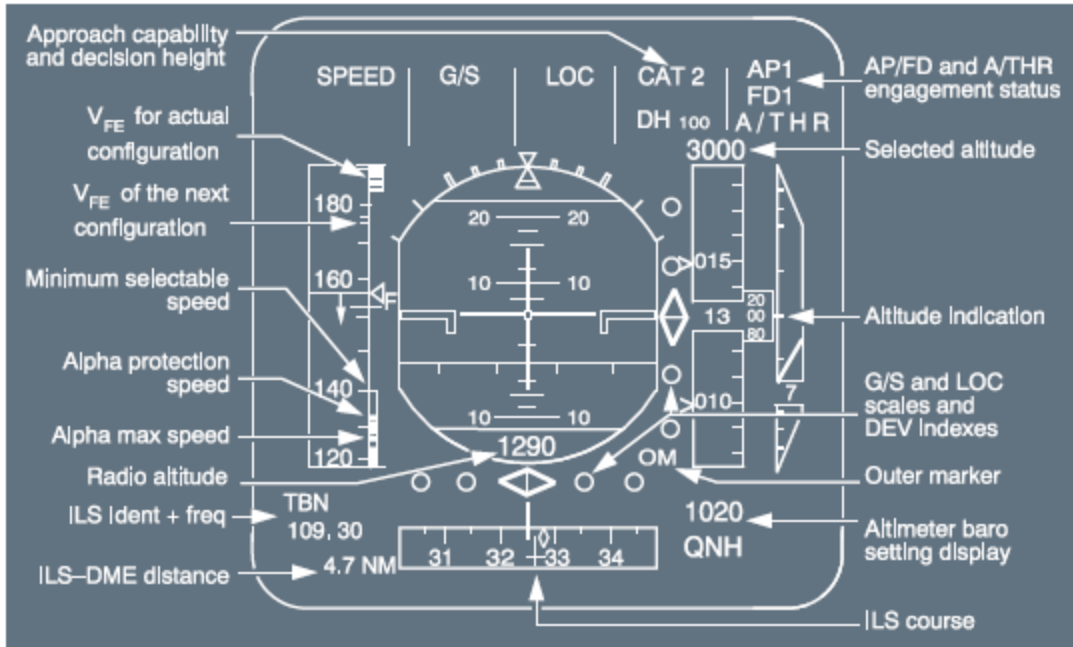 Approach capability
and decision height
SPEED
G/S
LOC
CAT 2
AP1
FD1
DH 100
A/THR
AP/FD and A/THR
engagement status
3000
Selected altitude
VFE for actual
configuration
VFE of the next
configuration
Minimum selectable
speed
Alpha protection
speed
Alpha max speed
Radio altitude
180
160
F
140
120
20 20
10 10
10 10
1290
015
13
20
00
80
010
7
Altitude indication
G/S and LOC
scales and
DEV indexes
OM
Outer marker
ILS ident + freq
TBN
109.30
ILS–DME distance
4.7 NM
31 32 33 34
1020
QNH
Altimeter baro
setting display
ILS course